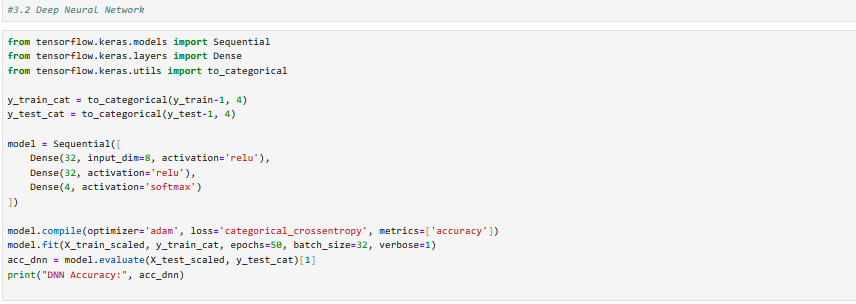 #3.2 Deep Neural Network
from tensorflow.keras.models import Sequential
from tensorflow.keras.layers import Dense
from tensorflow.keras.utils import to_categorical
y_train_cat = to_categorical(y_train-1, 4)
y_test_cat = to_categorical(y_test-1, 4)
model = Sequential([
    Dense(32, input_dim=8, activation='relu'),
    Dense(32, activation='relu'),
    Dense(4, activation='softmax')
])
model.compile(optimizer='adam', loss='categorical_crossentropy', metrics=['accuracy'])
model.fit(X_train_scaled, y_train_cat, epochs=50, batch_size=32, verbose=1)
acc_dnn = model.evaluate(X_test_scaled, y_test_cat)[1]
print("DNN Accuracy:", acc_dnn)